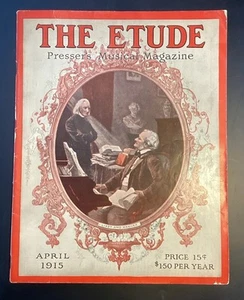 THE ETUDE
Presser's Musical Magazine
APRIL
1915
PRICE 15¢
$1.50 PER YEAR